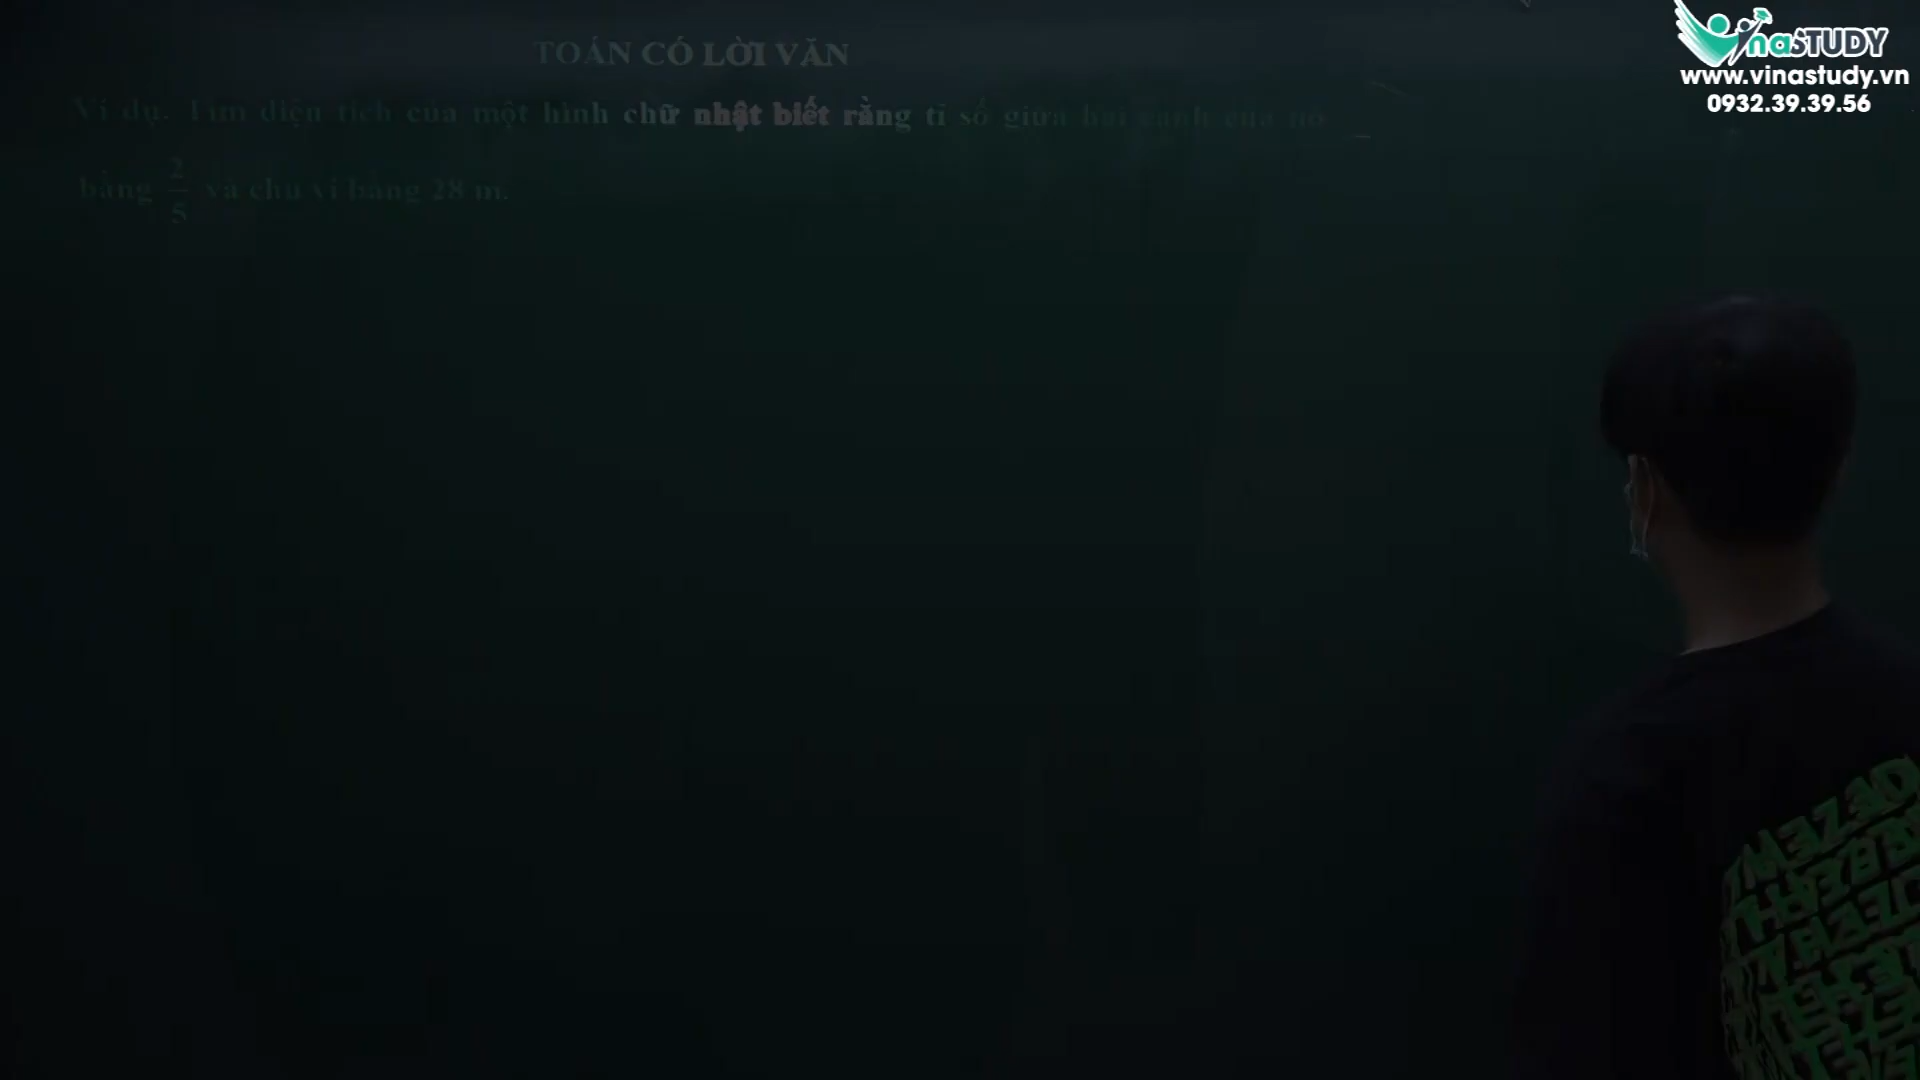 TOÁN CÓ LỜI VĂN
Ví dụ. Tìm diện tích của một hình chữ nhật biết rằng tỉ số giữa hai cạnh của nó
bằng 2/5 và chu vi bằng 28 m.
VinaSTUDY
www.vinastudy.vn
0932.39.39.56